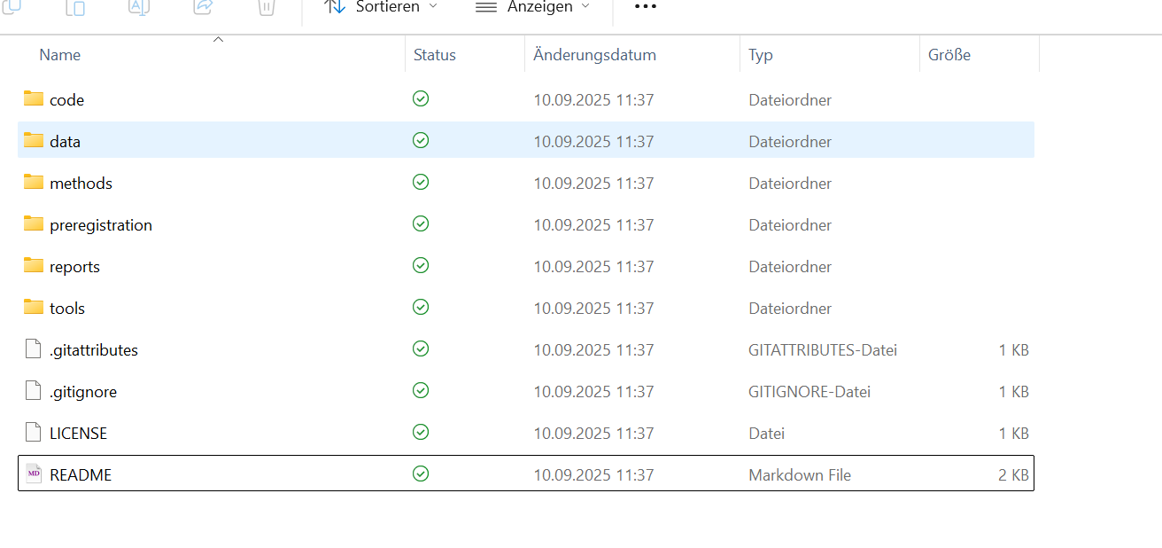 Sortieren Anzeigen
Name Status Änderungsdatum Typ Größe
code 10.09.2025 11:37 Dateiordner
data 10.09.2025 11:37 Dateiordner
methods 10.09.2025 11:37 Dateiordner
preregistration 10.09.2025 11:37 Dateiordner
reports 10.09.2025 11:37 Dateiordner
tools 10.09.2025 11:37 Dateiordner
.gitattributes 10.09.2025 11:37 GITATTRIBUTES-Datei 1 KB
.gitignore 10.09.2025 11:37 GITIGNORE-Datei 1 KB
LICENSE 10.09.2025 11:37 Datei 1 KB
MD README 10.09.2025 11:37 Markdown File 2 KB